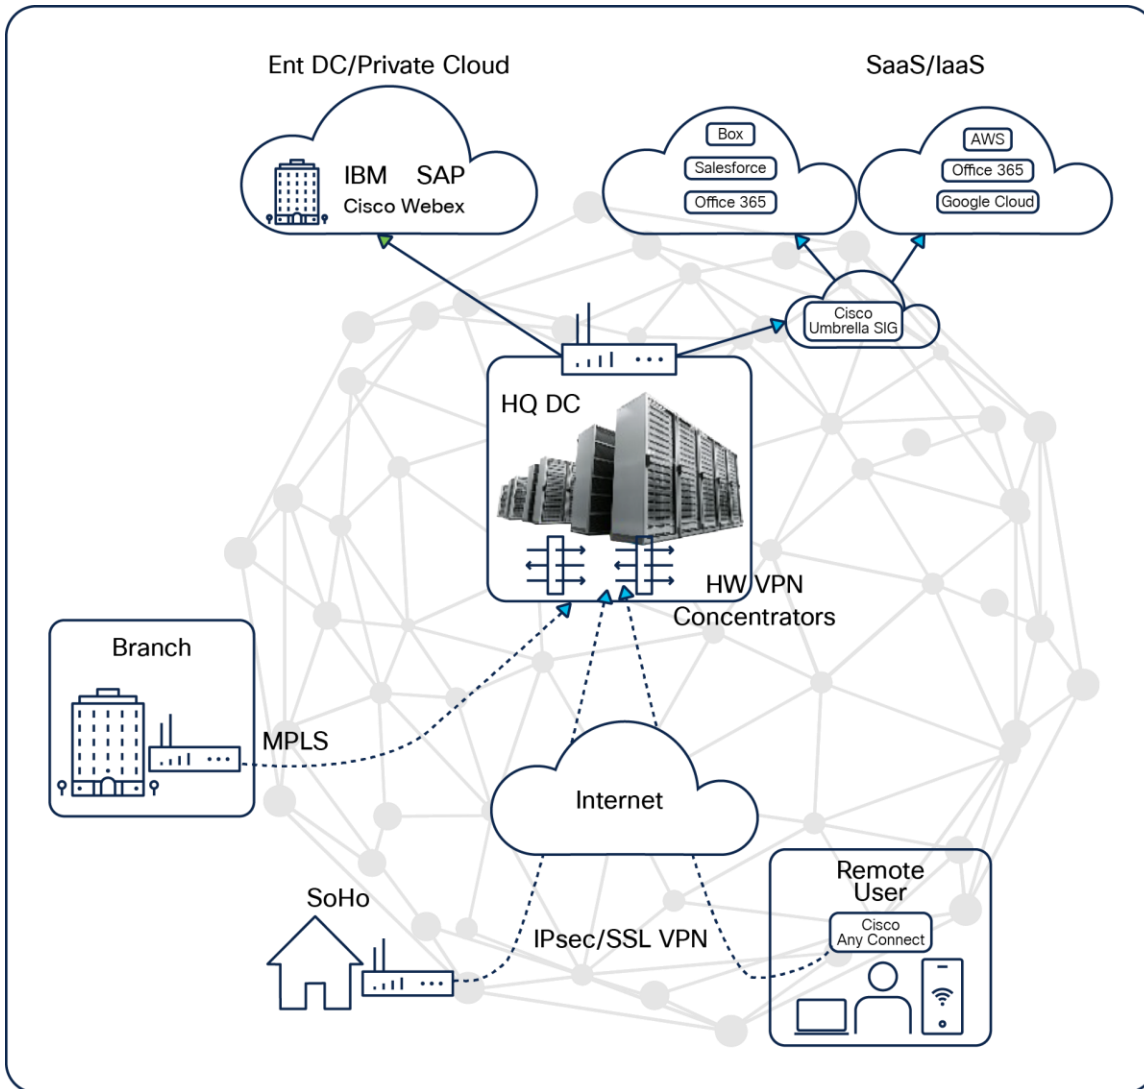 Ent DC/Private Cloud
SaaS/IaaS
IBM SAP
Cisco Webex
Box
Salesforce
Office 365
AWS
Office 365
Google Cloud
Cisco
Umbrella SIG
HQ DC
HW VPN
Concentrators
Branch
MPLS
Internet
SoHo
IPsec/SSL VPN
Remote
User
Cisco
Any Connect